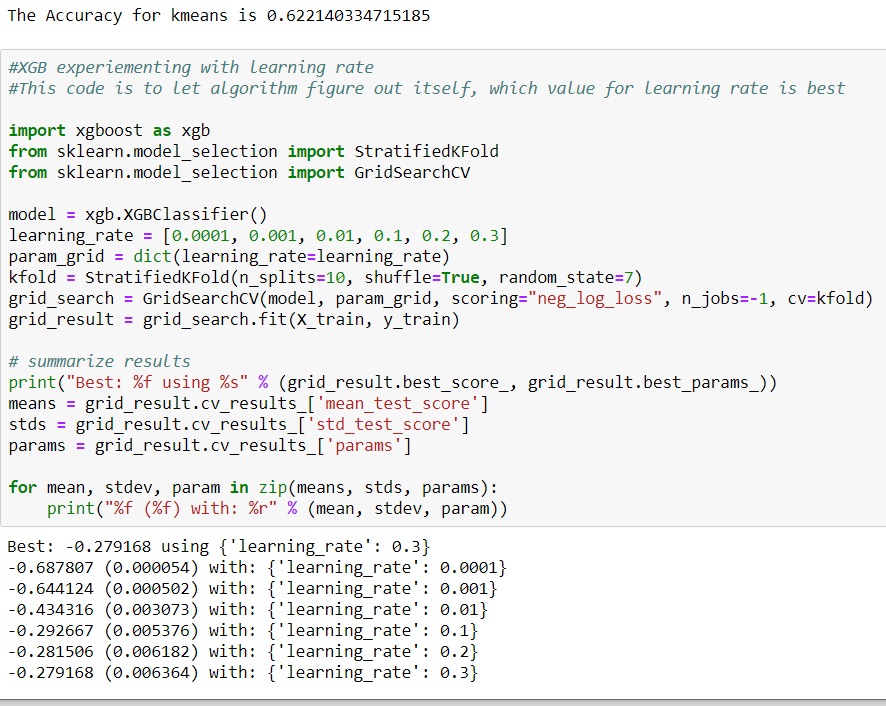 The Accuracy for kmeans is 0.622140334715185
#XGB experiementing with learning rate
#This code is to let algorithm figure out itself, which value for learning rate is best
import xgboost as xgb
from sklearn.model_selection import StratifiedKFold
from sklearn.model_selection import GridSearchCV
model = xgb.XGBClassifier()
learning_rate = [0.0001, 0.001, 0.01, 0.1, 0.2, 0.3]
param_grid = dict(learning_rate=learning_rate)
kfold = StratifiedKFold(n_splits=10, shuffle=True, random_state=7)
grid_search = GridSearchCV(model, param_grid, scoring="neg_log_loss", n_jobs=-1, cv=kfold)
grid_result = grid_search.fit(X_train, y_train)
# summarize results
print("Best: %f using %s" % (grid_result.best_score_, grid_result.best_params_))
means = grid_result.cv_results_['mean_test_score']
stds = grid_result.cv_results_['std_test_score']
params = grid_result.cv_results_['params']
for mean, stdev, param in zip(means, stds, params):
    print("%f (%f) with: %r" % (mean, stdev, param))
Best: -0.279168 using {'learning_rate': 0.3}
-0.687807 (0.000054) with: {'learning_rate': 0.0001}
-0.644124 (0.000502) with: {'learning_rate': 0.001}
-0.434316 (0.003073) with: {'learning_rate': 0.01}
-0.292667 (0.005376) with: {'learning_rate': 0.1}
-0.281506 (0.006182) with: {'learning_rate': 0.2}
-0.279168 (0.006364) with: {'learning_rate': 0.3}